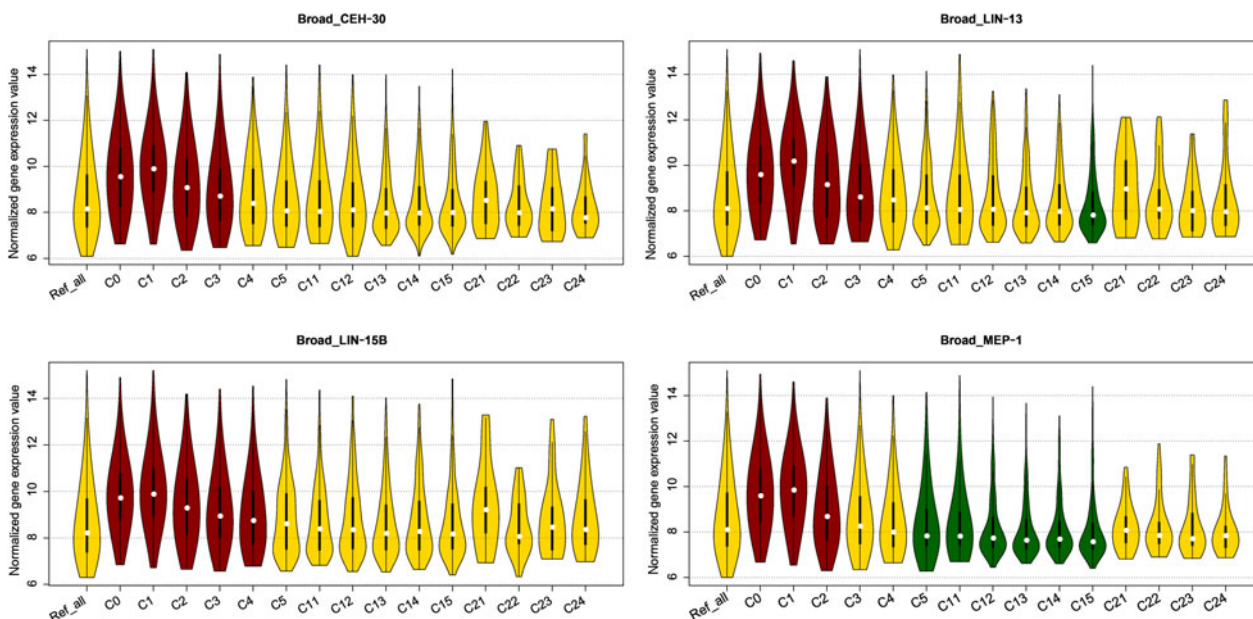 Broad_CEH-30
Normalized gene expression value
14
12
10
8
6
Ref_all C0 C1 C2 C3 C4 C5 C11 C12 C13 C14 C15 C21 C22 C23 C24
Broad_LIN-13
Normalized gene expression value
14
12
10
8
6
Ref_all C0 C1 C2 C3 C4 C5 C11 C12 C13 C14 C15 C21 C22 C23 C24
Broad_LIN-15B
Normalized gene expression value
14
12
10
8
6
Ref_all C0 C1 C2 C3 C4 C5 C11 C12 C13 C14 C15 C21 C22 C23 C24
Broad_MEP-1
Normalized gene expression value
14
12
10
8
6
Ref_all C0 C1 C2 C3 C4 C5 C11 C12 C13 C14 C15 C21 C22 C23 C24